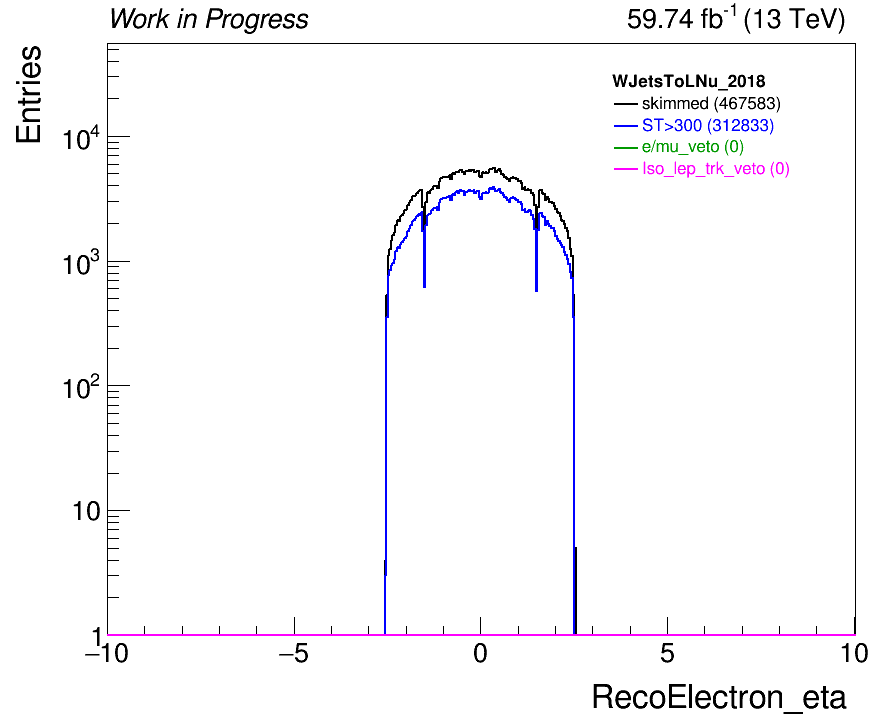 Work in Progress
59.74 fb-1 (13 TeV)
Entries
WJetsToLNu_2018
skimmed (467583)
ST>300 (312833)
e/mu_veto (0)
Iso_lep_trk_veto (0)
10^4
10^3
10^2
10
1
−10
−5
0
5
10
RecoElectron_eta